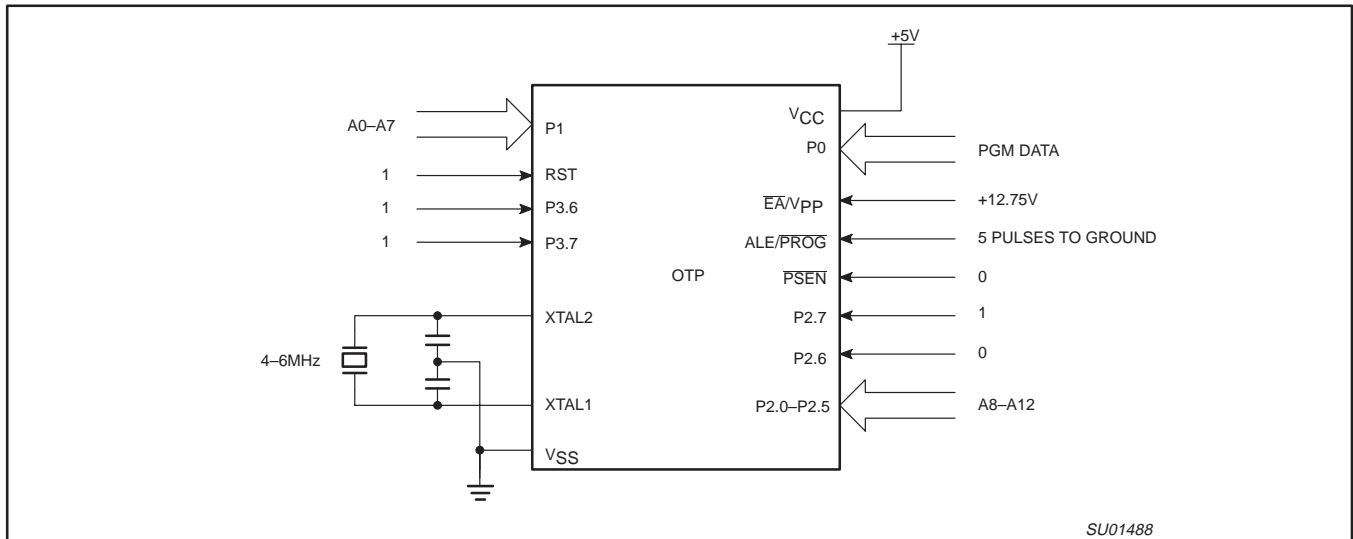 +5V
A0–A7
P1
VCC
P0
PGM DATA
1
RST
1
P3.6
EA/VPP
+12.75V
1
P3.7
ALE/PROG
5 PULSES TO GROUND
OTP
PSEN
0
XTAL2
P2.7
1
4–6MHz
P2.6
0
XTAL1
P2.0–P2.5
A8–A12
VSS
SU01488